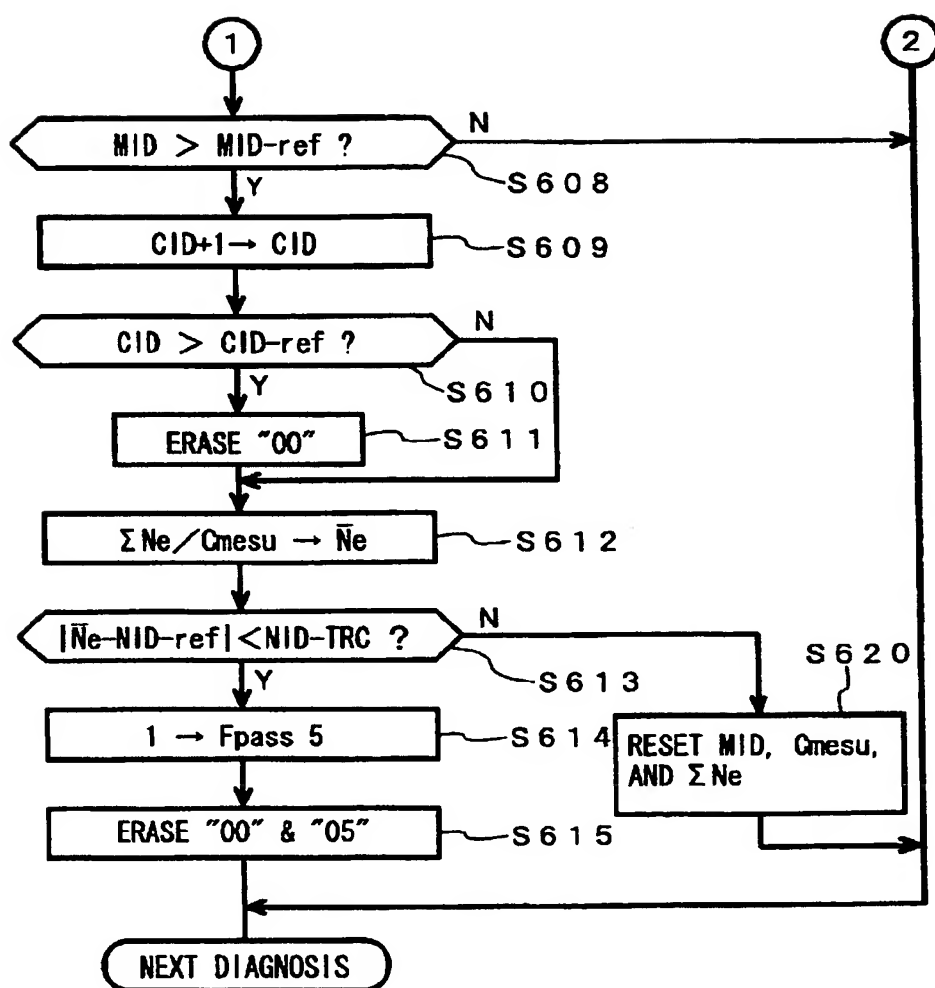 1
2
MID > MID-ref ?
N
S608
Y
CID+1→ CID
S609
CID > CID-ref ?
N
S610
Y
ERASE "00"
S611
ΣNe/Cmesu → N̅e
S612
|N̅e-NID-ref|<NID-TRC ?
N
S613
Y
S620
1 → Fpass 5
S614
RESET MID, Cmesu,
AND ΣNe
ERASE "00" & "05"
S615
NEXT DIAGNOSIS